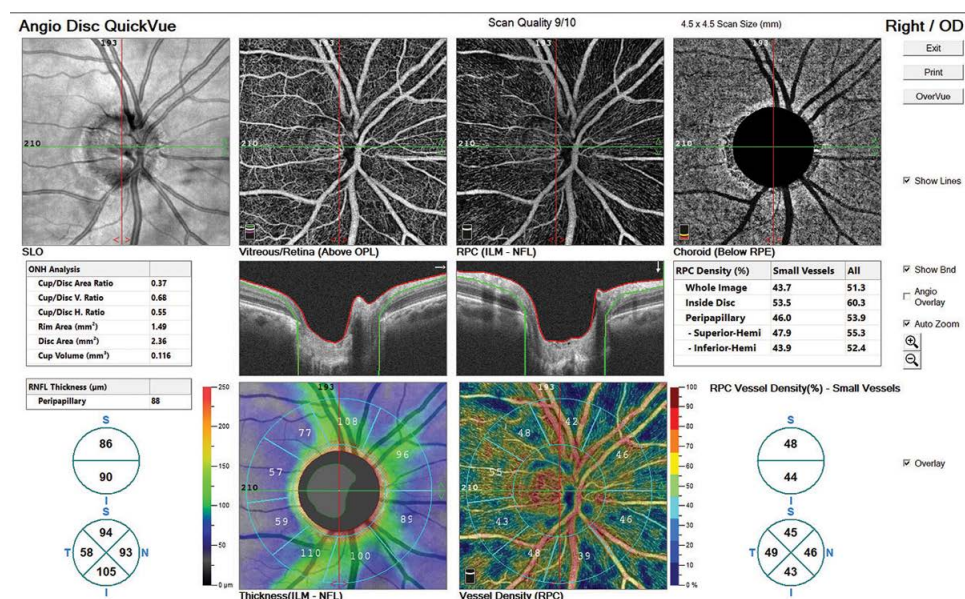 Angio Disc QuickVue
Scan Quality 9/10
4.5 x 4.5 Scan Size (mm)
Right / OD
193
210
SLO
193
210
Vitreous/Retina (Above OPL)
193
210
RPC (ILM - NFL)
193
210
Choroid (Below RPE)
Exit
Print
OverVue
Show Lines
Show Bnd
Angio Overlay
Auto Zoom
Overlay
ONH Analysis
Cup/Disc Area Ratio 0.37
Cup/Disc V. Ratio 0.68
Cup/Disc H. Ratio 0.55
Rim Area (mm²) 1.49
Disc Area (mm²) 2.36
Cup Volume (mm³) 0.116
RPC Density (%) Small Vessels All
Whole Image 43.7 51.3
Inside Disc 53.5 60.3
Peripapillary 46.0 53.9
- Superior-Hemi 47.9 55.3
- Inferior-Hemi 43.9 52.4
RNFL Thickness (µm)
Peripapillary 88
S
86
90
I
S
94
T 58 93 N
105
I
250
200
150
100
50
0 µm
193
108
77 96
57
210
59 89
110 100
Thickness(ILM - NFL)
193
42
48 46
55
210
43 46
48 39
Vessel Density (RPC)
100
90
80
70
60
50
40
30
20
10
0 %
RPC Vessel Density(%) - Small Vessels
S
48
44
I
S
45
T 49 46 N
43
I